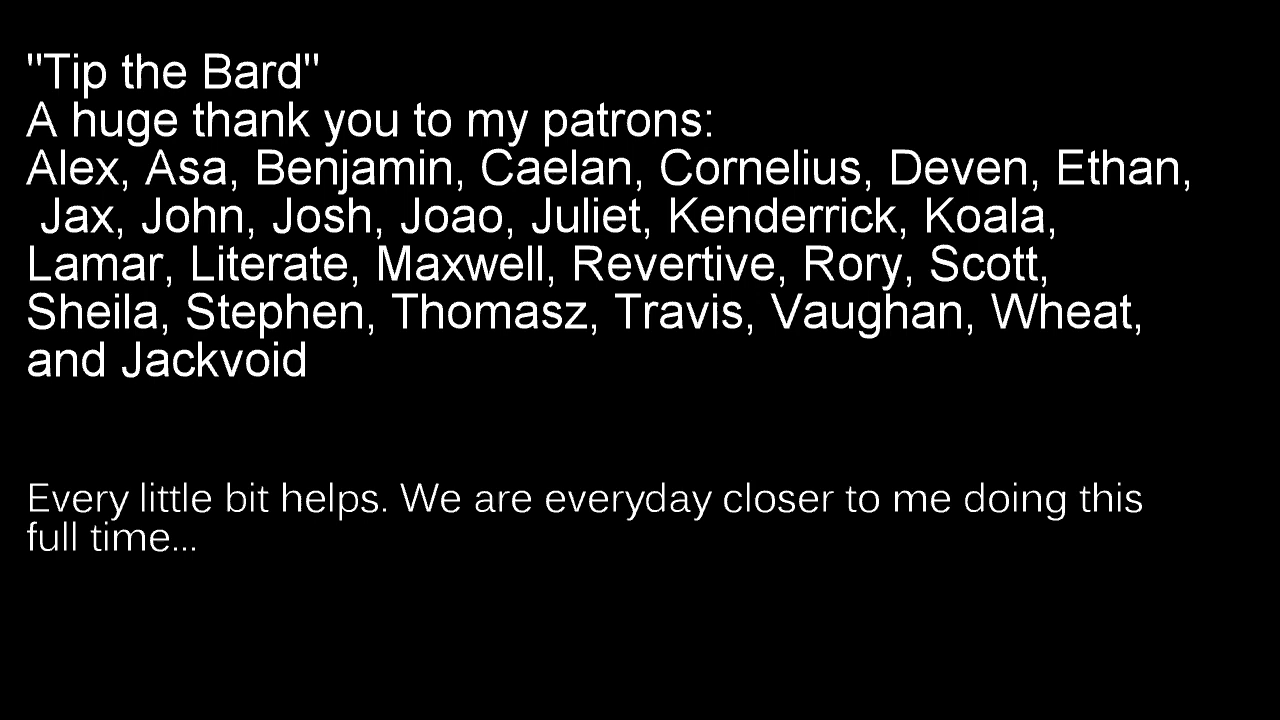 "Tip the Bard"
A huge thank you to my patrons:
Alex, Asa, Benjamin, Caelan, Cornelius, Deven, Ethan,
Jax, John, Josh, Joao, Juliet, Kenderrick, Koala,
Lamar, Literate, Maxwell, Revertive, Rory, Scott,
Sheila, Stephen, Thomasz, Travis, Vaughan, Wheat,
and Jackvoid
Every little bit helps. We are everyday closer to me doing this
full time...